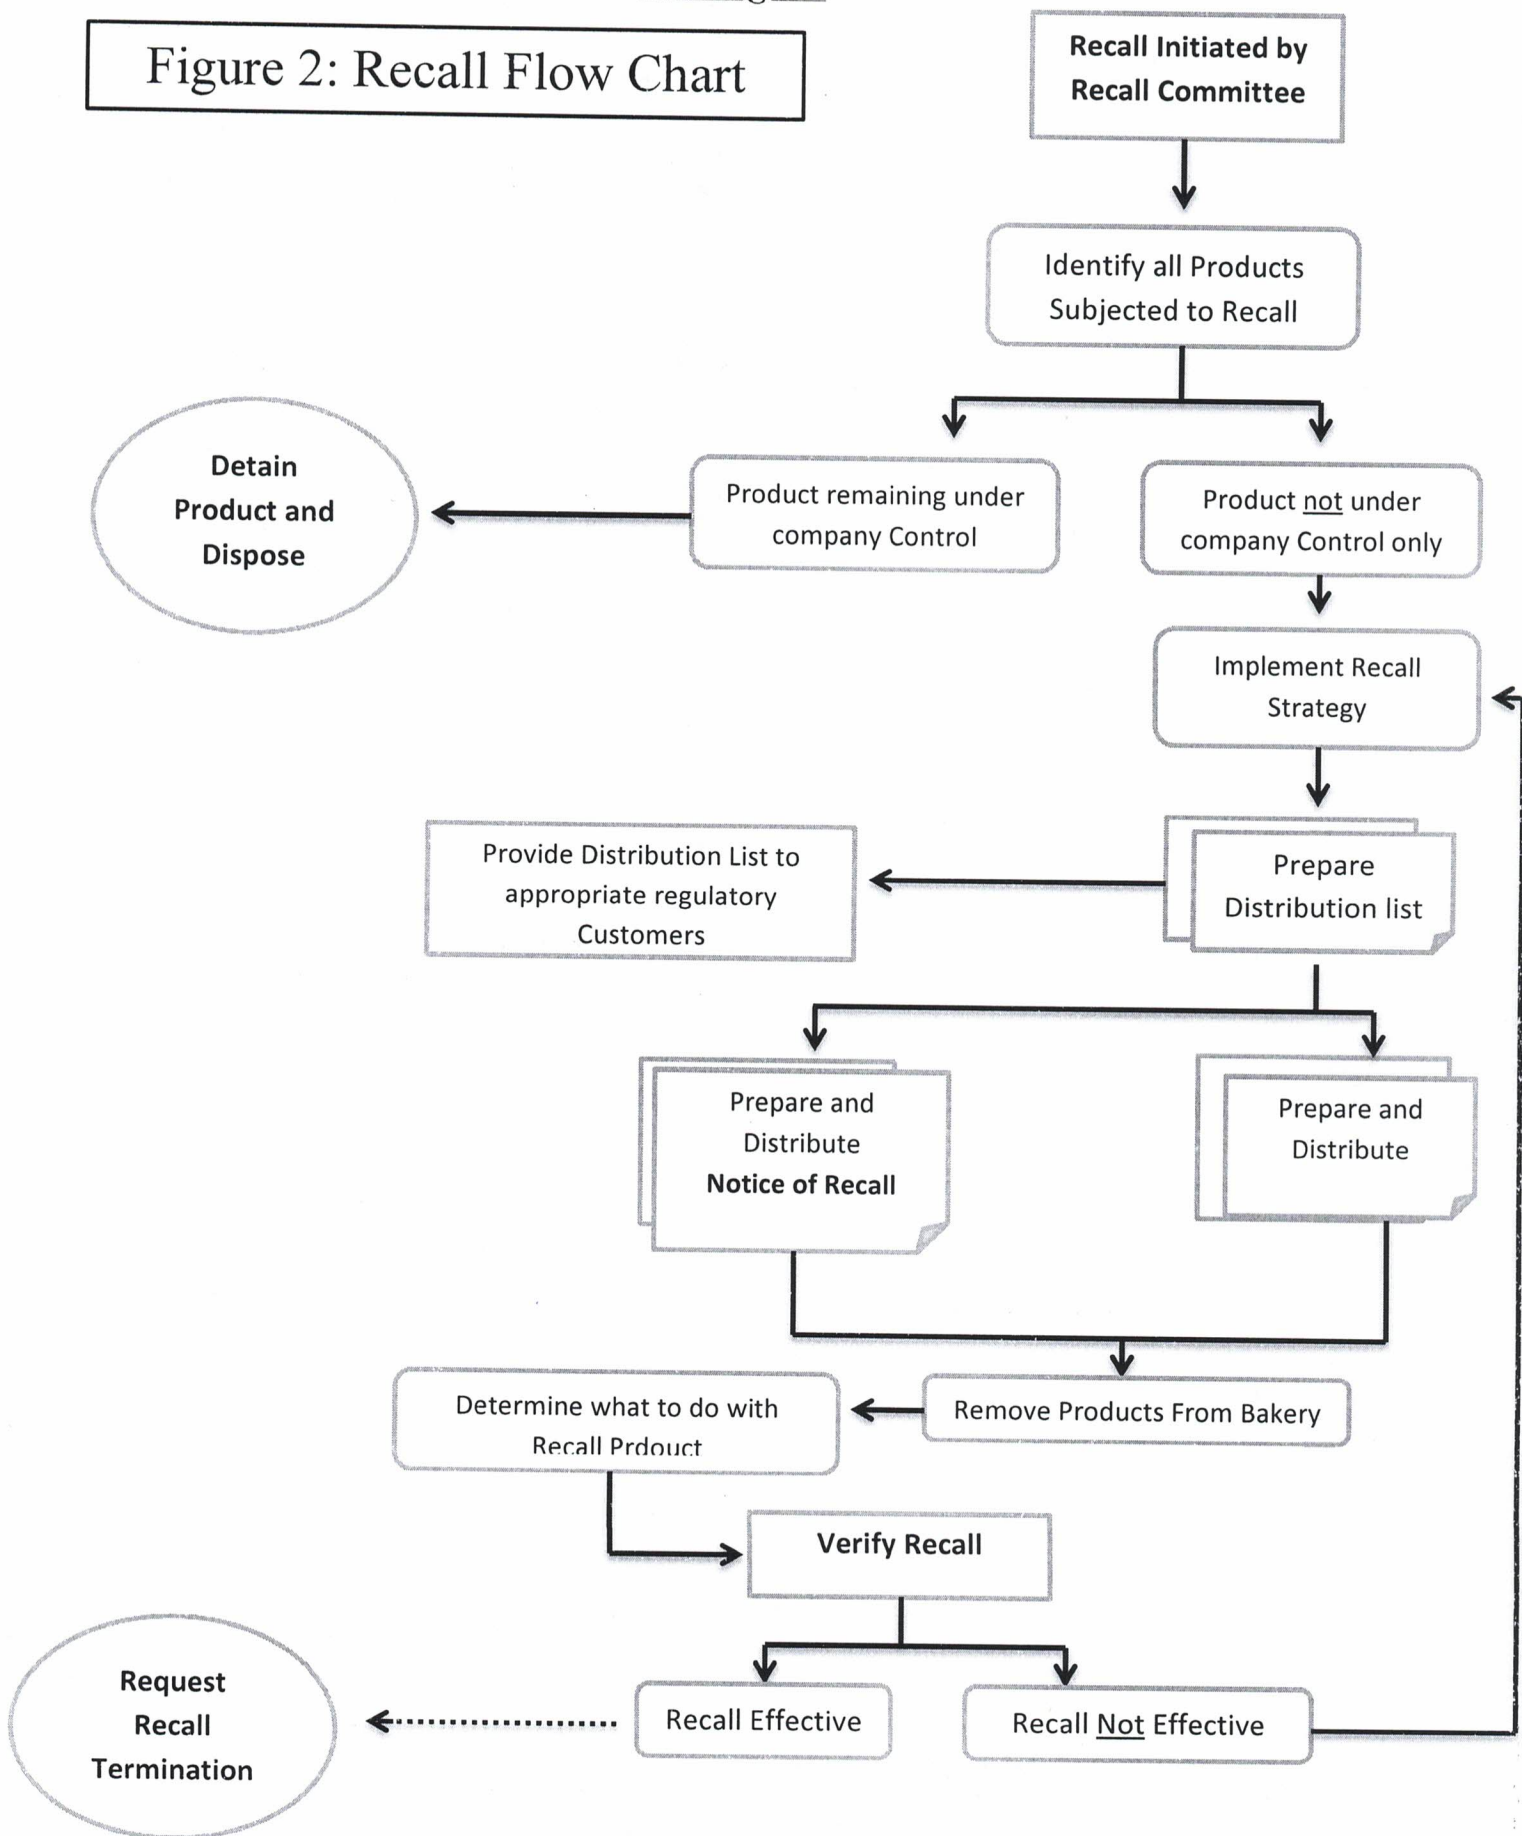 Figure 2: Recall Flow Chart
Recall Initiated by
Recall Committee
Identify all Products
Subjected to Recall
Detain
Product and
Dispose
Product remaining under
company Control
Product not under
company Control only
Implement Recall
Strategy
Provide Distribution List to
appropriate regulatory
Customers
Prepare
Distribution list
Prepare and
Distribute
Notice of Recall
Prepare and
Distribute
Determine what to do with
Recall Prdouct
Remove Products From Bakery
Verify Recall
Request
Recall
Termination
Recall Effective
Recall Not Effective